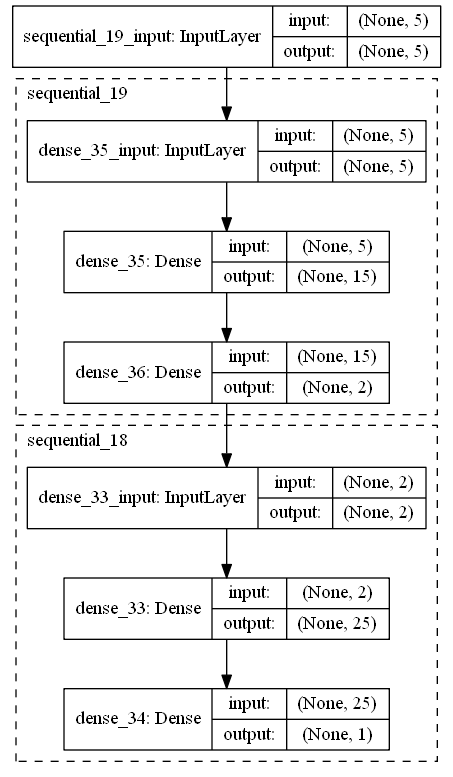 sequential_19_input: InputLayer
input: (None, 5)
output: (None, 5)
sequential_19
dense_35_input: InputLayer
input: (None, 5)
output: (None, 5)
dense_35: Dense
input: (None, 5)
output: (None, 15)
dense_36: Dense
input: (None, 15)
output: (None, 2)
sequential_18
dense_33_input: InputLayer
input: (None, 2)
output: (None, 2)
dense_33: Dense
input: (None, 2)
output: (None, 25)
dense_34: Dense
input: (None, 25)
output: (None, 1)